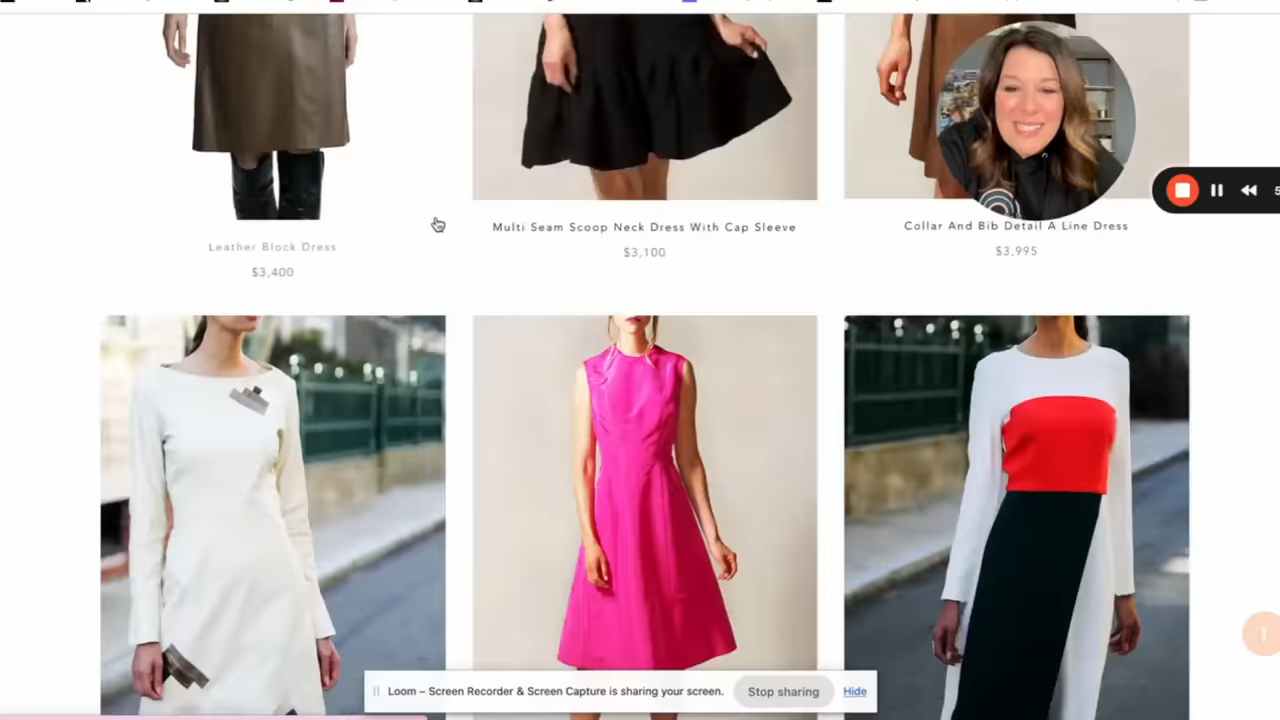 Leather Block Dress
$3,400
Multi Seam Scoop Neck Dress With Cap Sleeve
$3,100
Collar And Bib Detail A Line Dress
$3,995
Loom – Screen Recorder & Screen Capture is sharing your screen.
Stop sharing
Hide